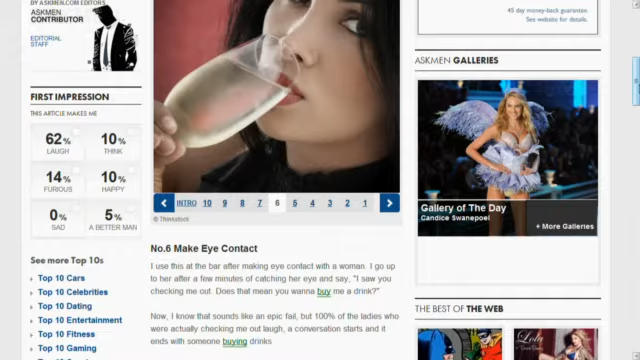 BY ASKMEN.COM EDITORS
ASKMEN
CONTRIBUTOR
EDITORIAL
STAFF
FIRST IMPRESSION
THIS ARTICLE MAKES ME
62% LAUGH
10% THINK
14% FURIOUS
10% HAPPY
0% SAD
5% A BETTER MAN
See more Top 10s
Top 10 Cars
Top 10 Celebrities
Top 10 Dating
Top 10 Entertainment
Top 10 Fitness
Top 10 Gaming
INTRO 10 9 8 7 6 5 4 3 2 1
© Thinkstock
No.6 Make Eye Contact
I use this at the bar after making eye contact with a woman. I go up
to her after a few minutes of catching her eye and say, "I saw you
checking me out. Does that mean you wanna buy me a drink?"
Now, I know that sounds like an epic fail, but 100% of the ladies who
were actually checking me out laugh, a conversation starts and it
ends with someone buying drinks
45 day money-back guarantee.
See website for details.
ASKMEN GALLERIES
Gallery of The Day
Candice Swanepoel
+ More Galleries
THE BEST OF THE WEB
Lola